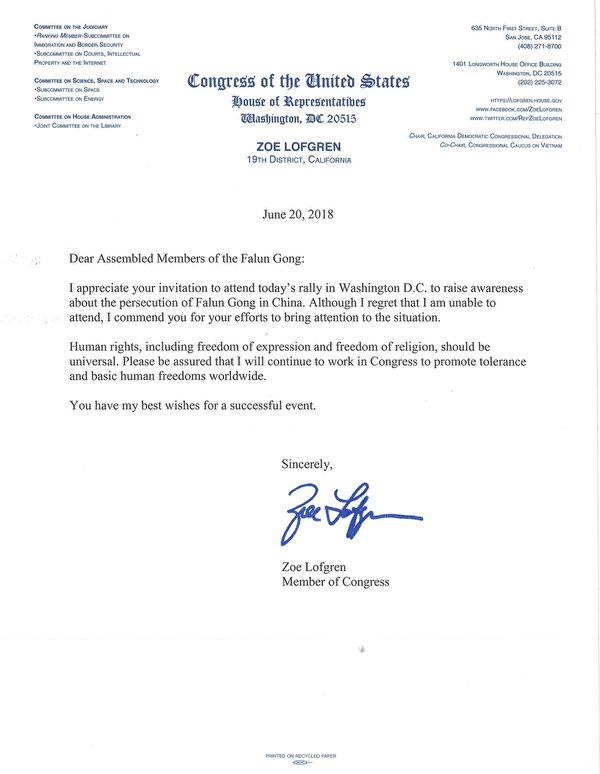 COMMITTEE ON THE JUDICIARY
•RANKING MEMBER-SUBCOMMITTEE ON
IMMIGRATION AND BORDER SECURITY
•SUBCOMMITTEE ON COURTS, INTELLECTUAL
PROPERTY AND THE INTERNET
COMMITTEE ON SCIENCE, SPACE AND TECHNOLOGY
•SUBCOMMITTEE ON SPACE
•SUBCOMMITTEE ON ENERGY
COMMITTEE ON HOUSE ADMINISTRATION
•JOINT COMMITTEE ON THE LIBRARY
Congress of the United States
House of Representatives
Washington, DC 20515
ZOE LOFGREN
19TH DISTRICT, CALIFORNIA
635 NORTH FIRST STREET, SUITE B
SAN JOSE, CA 95112
(408) 271-8700
1401 LONGWORTH HOUSE OFFICE BUILDING
WASHINGTON, DC 20515
(202) 225-3072
HTTPS://LOFGREN.HOUSE.GOV
WWW.FACEBOOK.COM/ZOELOFGREN
WWW.TWITTER.COM/REPZOELOFGREN
CHAIR, CALIFORNIA DEMOCRATIC CONGRESSIONAL DELEGATION
CO-CHAIR, CONGRESSIONAL CAUCUS ON VIETNAM
June 20, 2018
Dear Assembled Members of the Falun Gong:
I appreciate your invitation to attend today's rally in Washington D.C. to raise awareness
about the persecution of Falun Gong in China. Although I regret that I am unable to
attend, I commend you for your efforts to bring attention to the situation.
Human rights, including freedom of expression and freedom of religion, should be
universal. Please be assured that I will continue to work in Congress to promote tolerance
and basic human freedoms worldwide.
You have my best wishes for a successful event.
Sincerely,
Zoe Lofgren
Zoe Lofgren
Member of Congress
PRINTED ON RECYCLED PAPER